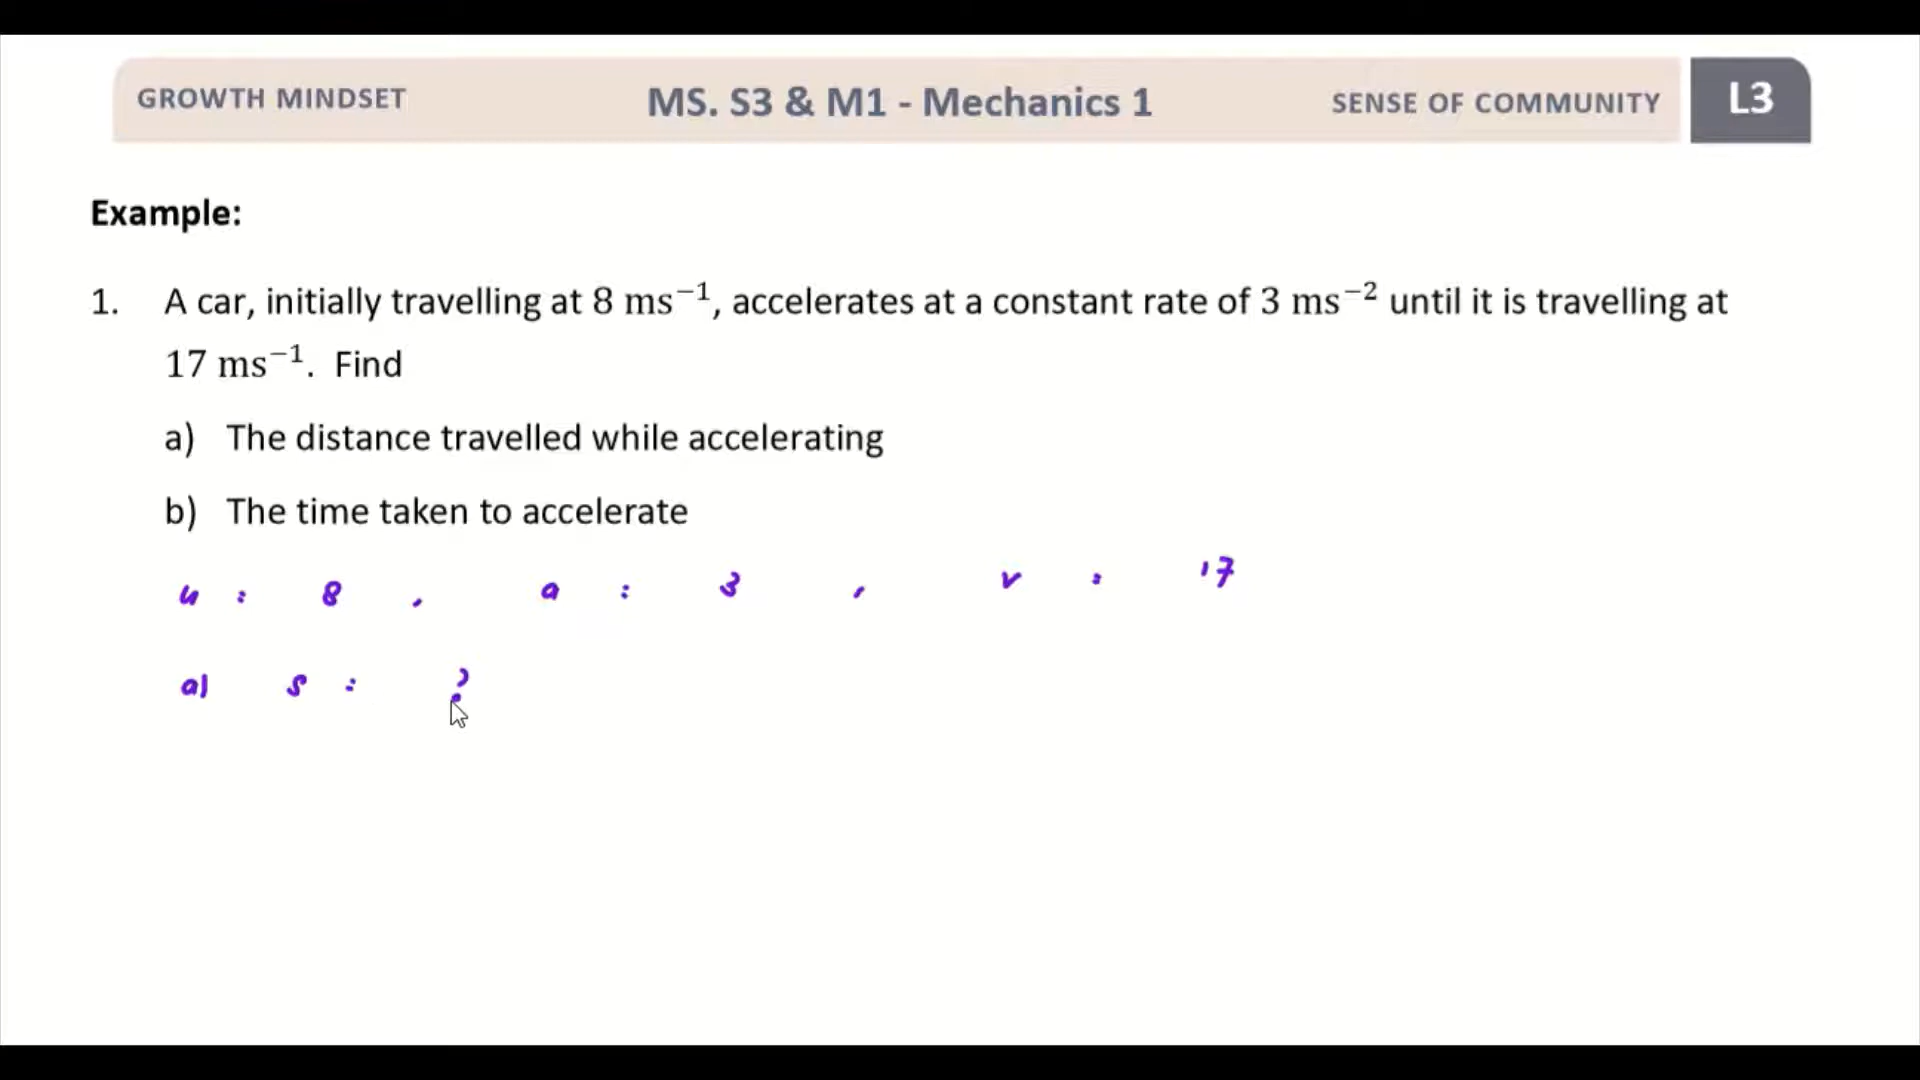 GROWTH MINDSET MS. S3 & M1 - Mechanics 1 SENSE OF COMMUNITY L3
Example:
1. A car, initially travelling at 8 ms⁻¹, accelerates at a constant rate of 3 ms⁻² until it is travelling at
17 ms⁻¹. Find
a) The distance travelled while accelerating
b) The time taken to accelerate
u : 8 , a : 3 , v : 17
a) s : ?